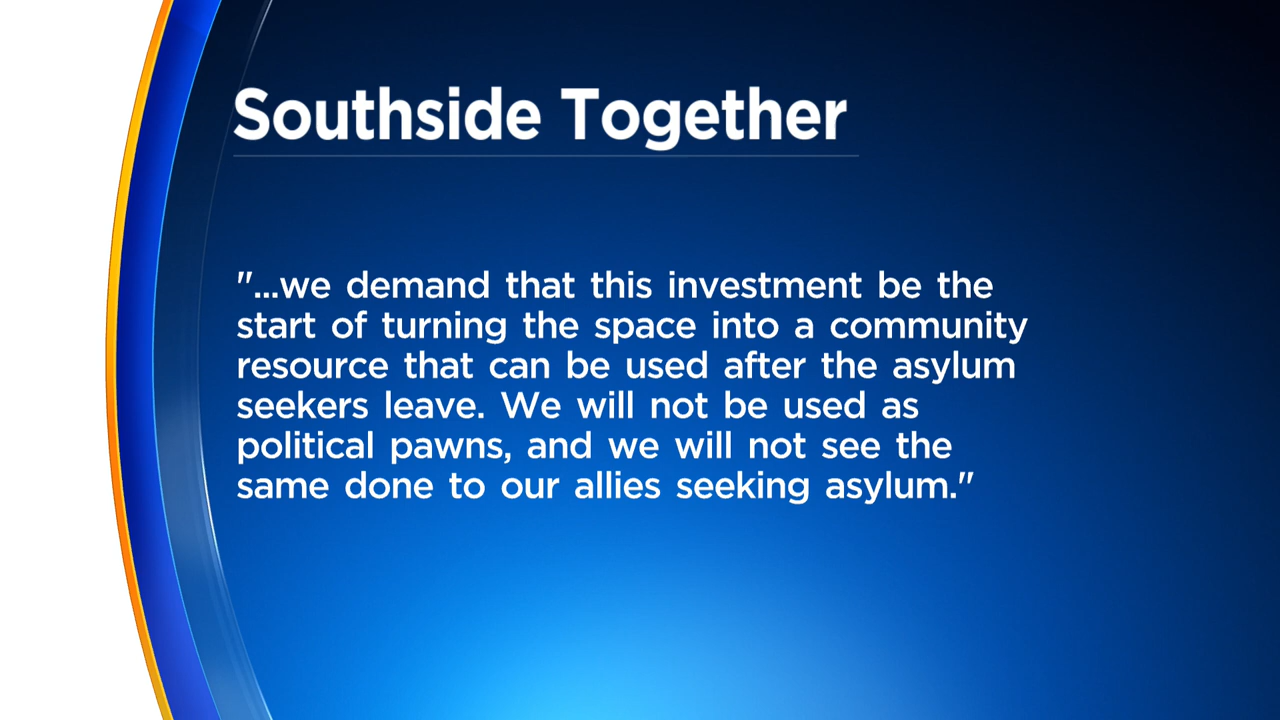 Southside Together
"...we demand that this investment be the
start of turning the space into a community
resource that can be used after the asylum
seekers leave. We will not be used as
political pawns, and we will not see the
same done to our allies seeking asylum."